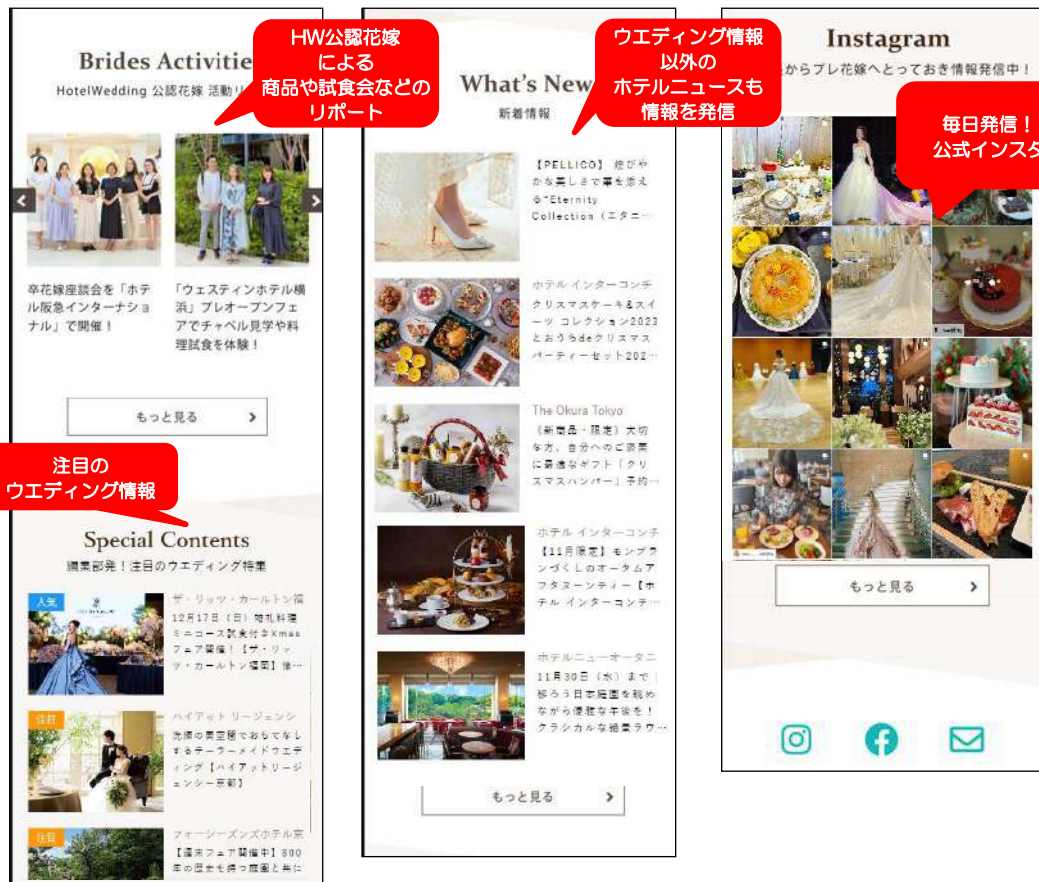 Brides Activitie
HotelWedding 公認花嫁 活動リ
HW公認花嫁
による
商品や試食会などの
リポート
卒花嫁座談会を「ホテ
ル阪急インターナショ
ナル」で開催！
「ウェスティンホテル横
浜」プレオープンフェ
アでチャペル見学や料
理試食を体験！
もっと見る
注目の
ウエディング情報
Special Contents
編集部発！注目のウエディング特集
人気
ザ・リッツ・カールトン福
12月17日（日）婚礼料理
ミニコース試食付きXmas
フェア開催！【ザ・リッ
ツ・カールトン福岡】憧…
注目
ハイアット リージェンシ
洗練の美空間でおもてなし
するテーラーメイドウエデ
ィング【ハイアットリージ
ェンシー京都】
注目
フォーシーズンズホテル京
【週末フェア開催中】800
年の歴史を持つ庭園と共に
What's New
新着情報
ウエディング情報
以外の
ホテルニュースも
情報を発信
【PELLICO】 煌びや
かな美しさで華を添え
る"Eternity
Collection（エタニ…
ホテル インターコンチ
クリスマスケーキ&スイ
ーツ コレクション2023
とおうちdeクリスマス
パーティーセット202…
The Okura Tokyo
《新商品・限定》大切
な方、自分へのご褒美
に最適なギフト「クリ
スマスハンパー」予約…
ホテル インターコンチ
【11月限定】モンブラ
ンづくしのオータムア
フタヌーンティー【ホ
テル インターコンチ…
ホテルニューオータニ
11月30日（水）まで
移ろう日本庭園を眺め
ながら優雅な午後を！
クラシカルな絶景ラウ…
もっと見る
Instagram
からプレ花嫁へとっておき情報発信中！
毎日発信！
公式インスタ
もっと見る